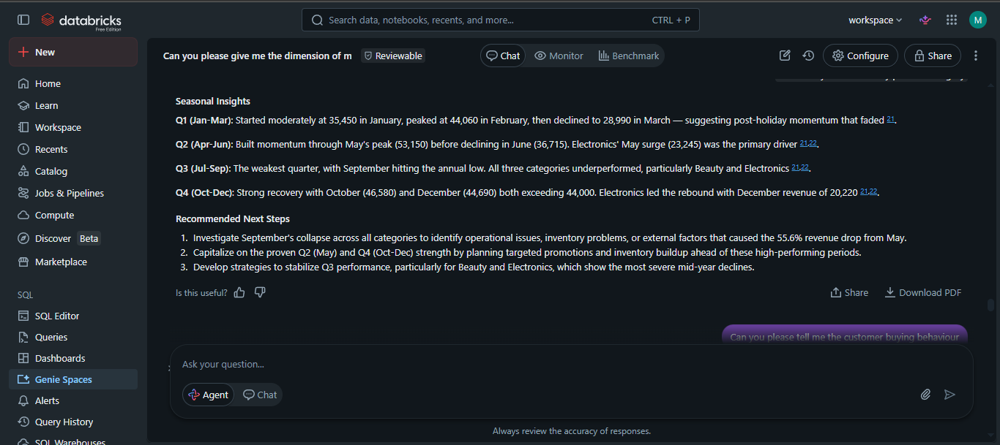 databricks
Free Edition
Search data, notebooks, recents, and more... CTRL + P
workspace
M
New
Home
Learn
Workspace
Recents
Catalog
Jobs & Pipelines
Compute
Discover Beta
Marketplace
SQL
SQL Editor
Queries
Dashboards
Genie Spaces
Alerts
Query History
SQL Warehouses
Can you please give me the dimension of m Reviewable
Chat Monitor Benchmark
Configure Share
Seasonal Insights
Q1 (Jan-Mar): Started moderately at 35,450 in January, peaked at 44,060 in February, then declined to 28,990 in March — suggesting post-holiday momentum that faded 21.
Q2 (Apr-Jun): Built momentum through May's peak (53,150) before declining in June (36,715). Electronics' May surge (23,245) was the primary driver 21,22.
Q3 (Jul-Sep): The weakest quarter, with September hitting the annual low. All three categories underperformed, particularly Beauty and Electronics 21,22.
Q4 (Oct-Dec): Strong recovery with October (46,580) and December (44,690) both exceeding 44,000. Electronics led the rebound with December revenue of 20,220 21,22.
Recommended Next Steps
1. Investigate September's collapse across all categories to identify operational issues, inventory problems, or external factors that caused the 55.6% revenue drop from May.
2. Capitalize on the proven Q2 (May) and Q4 (Oct-Dec) strength by planning targeted promotions and inventory buildup ahead of these high-performing periods.
3. Develop strategies to stabilize Q3 performance, particularly for Beauty and Electronics, which show the most severe mid-year declines.
Is this useful? Share Download PDF
Can you please tell me the customer buying behaviour
Ask your question...
Agent Chat
Always review the accuracy of responses.